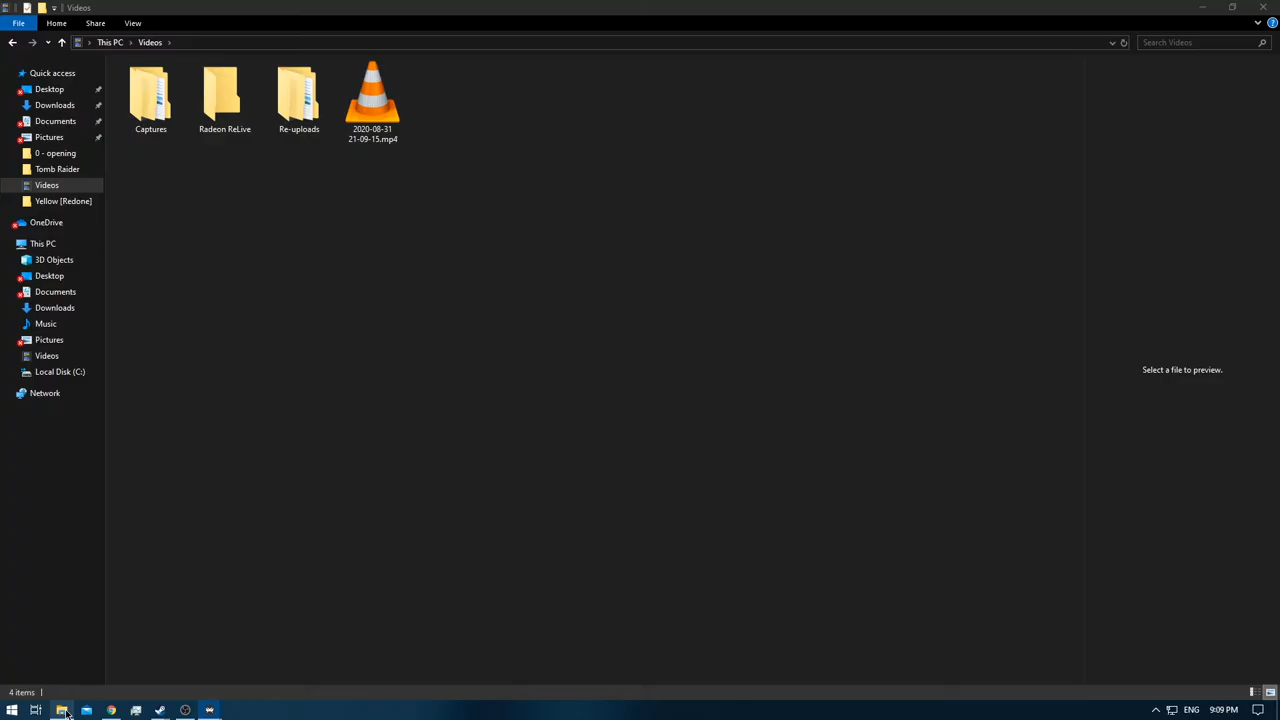 Videos
File Home Share View
This PC Videos
Search Videos
Quick access
Desktop
Downloads
Documents
Pictures
0 - opening
Tomb Raider
Videos
Yellow [Redone]
OneDrive
This PC
3D Objects
Desktop
Documents
Downloads
Music
Pictures
Videos
Local Disk (C:)
Network
Captures
Radeon ReLive
Re-uploads
2020-08-31
21-09-15.mp4
Select a file to preview.
4 items
ENG 9:09 PM